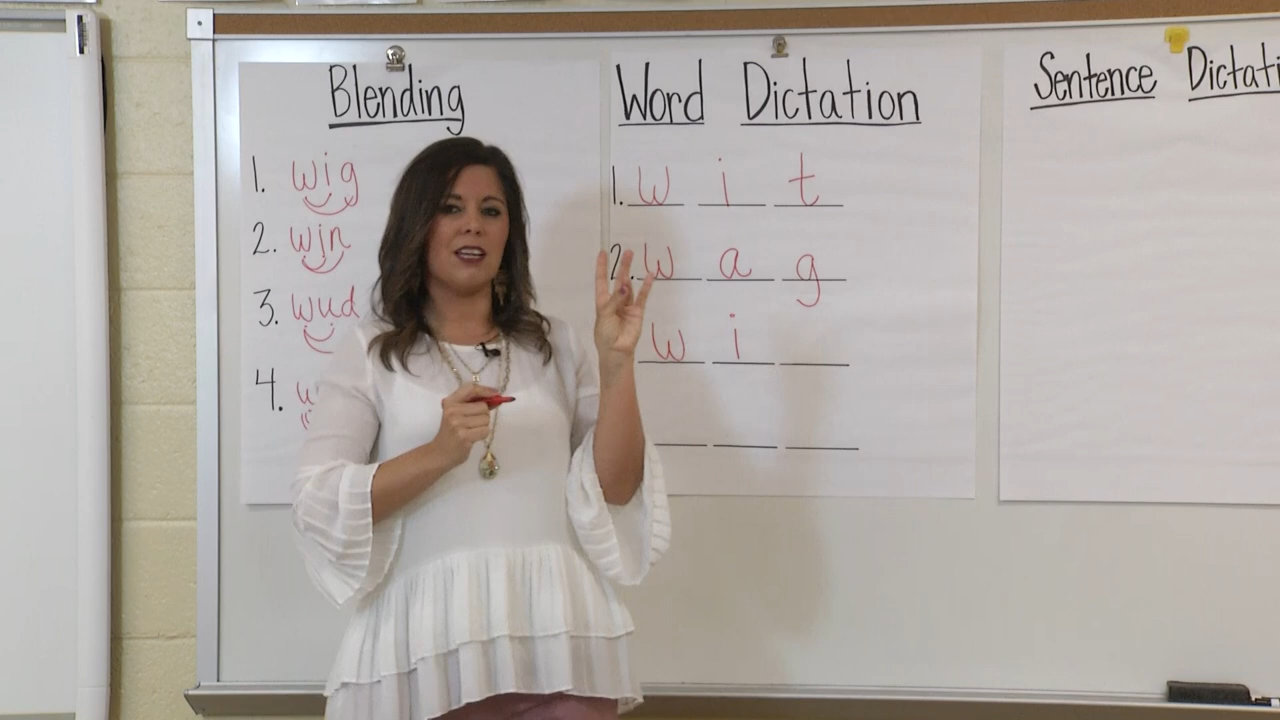 Blending
1. wig
2. win
3. wud
4. w
Word Dictation
1. w i t
2. w a g
w i
Sentence Dictati